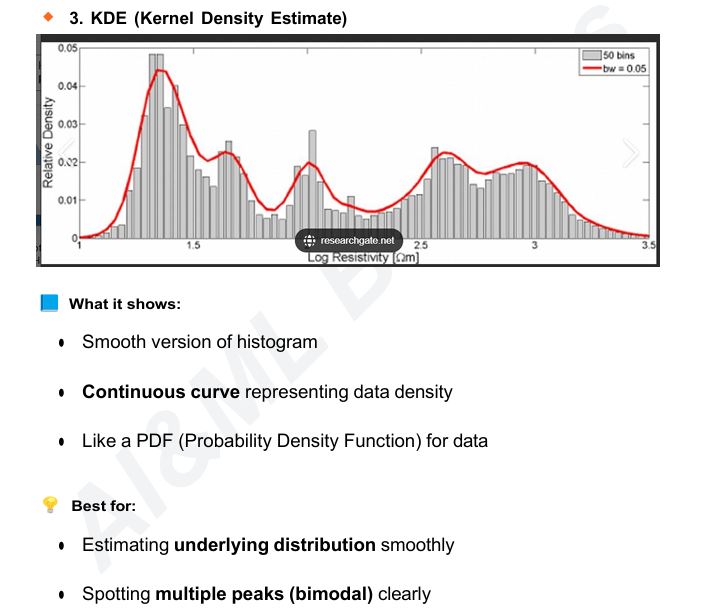 3. KDE (Kernel Density Estimate)
0.05
0.04
0.03
0.02
0.01
0
Relative Density
50 bins
bw = 0.05
1
1.5
researchgate.net
2.5
3
3.5
Log Resistivity [Ωm]
What it shows:
• Smooth version of histogram
• Continuous curve representing data density
• Like a PDF (Probability Density Function) for data
Best for:
• Estimating underlying distribution smoothly
• Spotting multiple peaks (bimodal) clearly
AI&ML